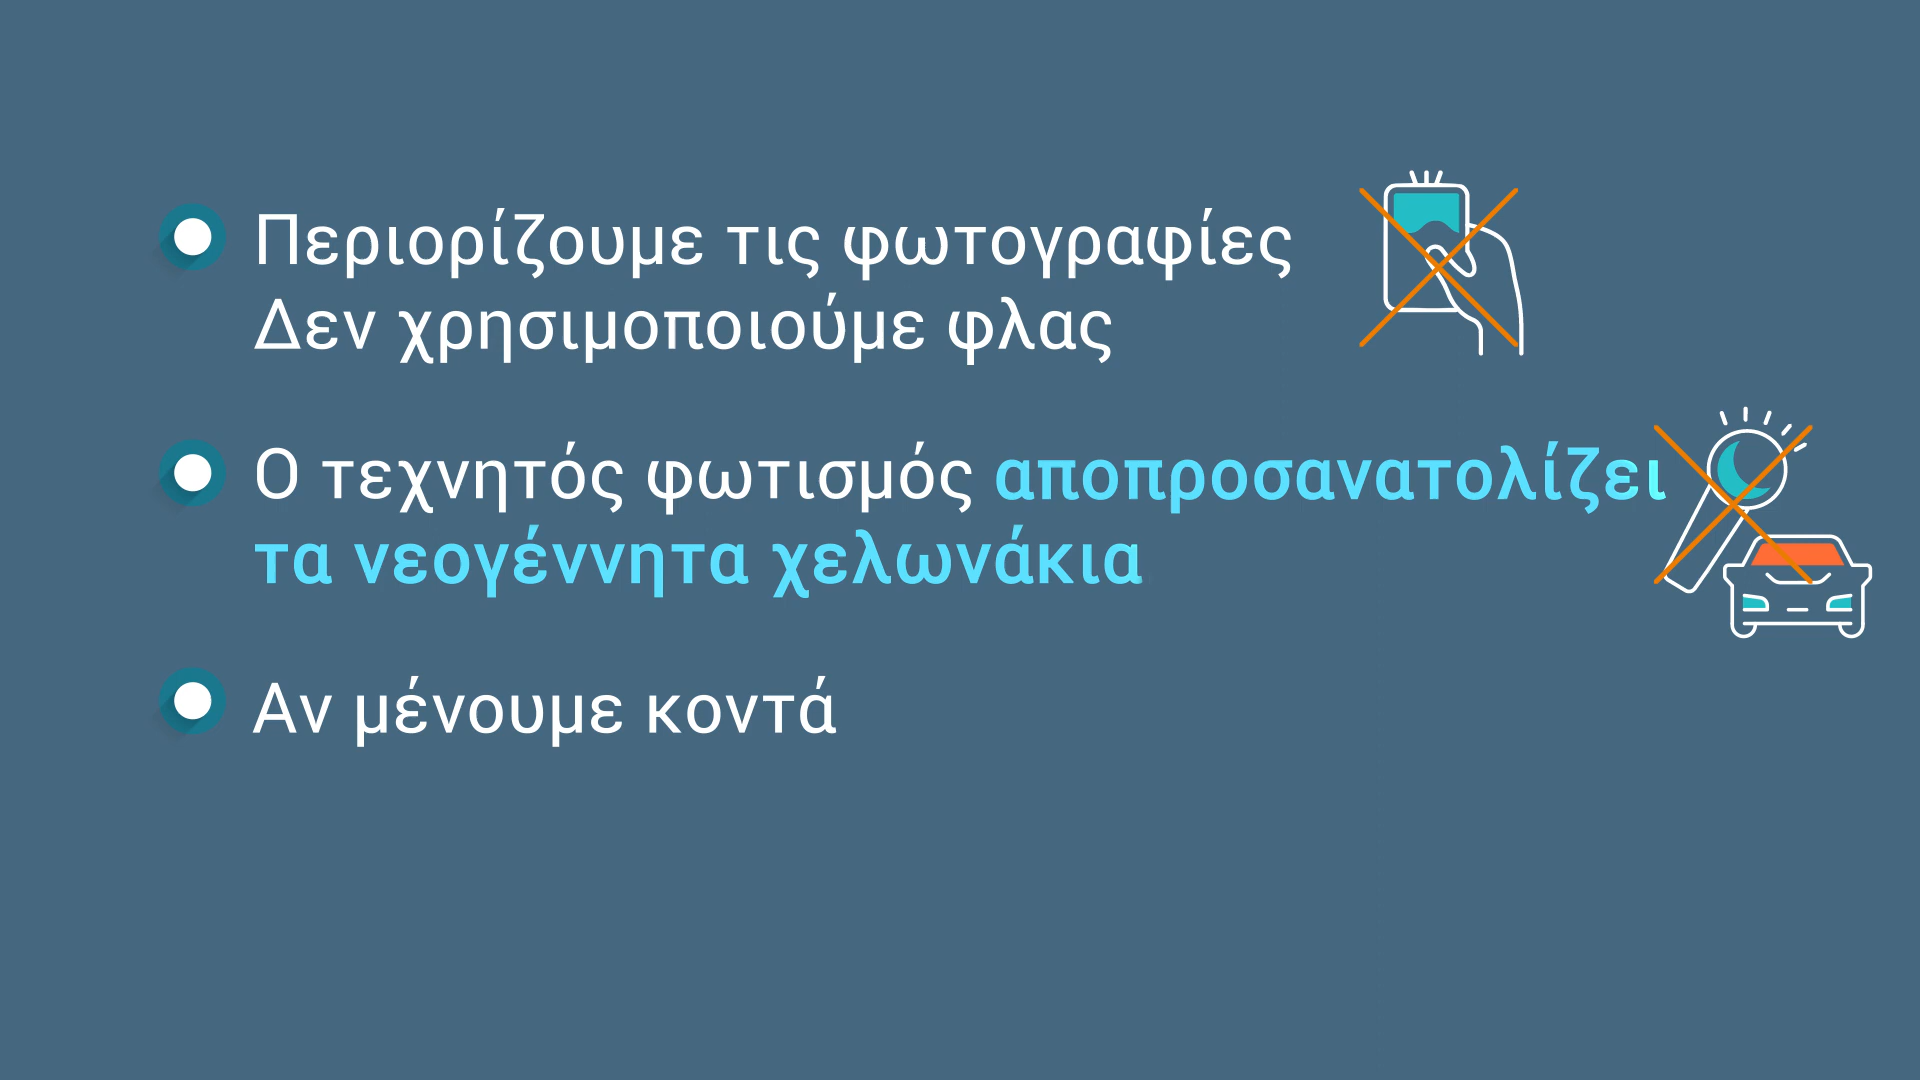 Περιορίζουμε τις φωτογραφίες
Δεν χρησιμοποιούμε φλας
Ο τεχνητός φωτισμός αποπροσανατολίζει
τα νεογέννητα χελωνάκια
Αν μένουμε κοντά